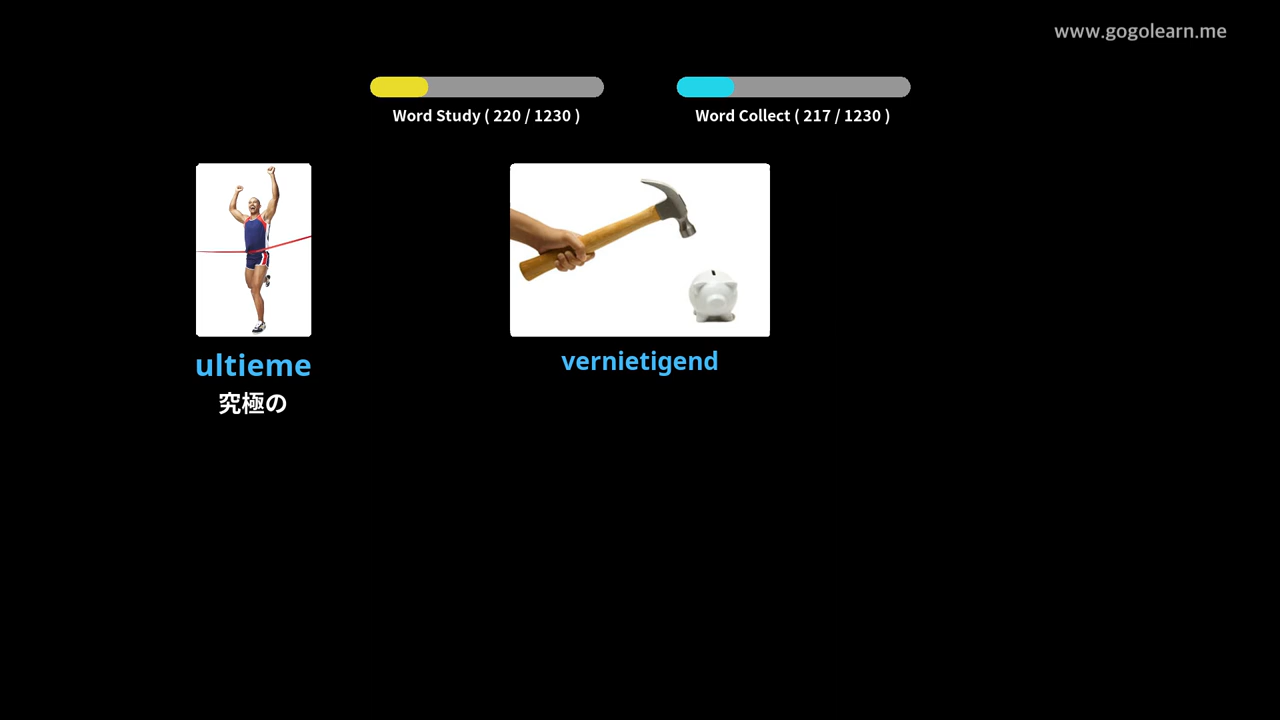 www.gogolearn.me
Word Study ( 220 / 1230 )
Word Collect ( 217 / 1230 )
ultieme
究極の
vernietigend